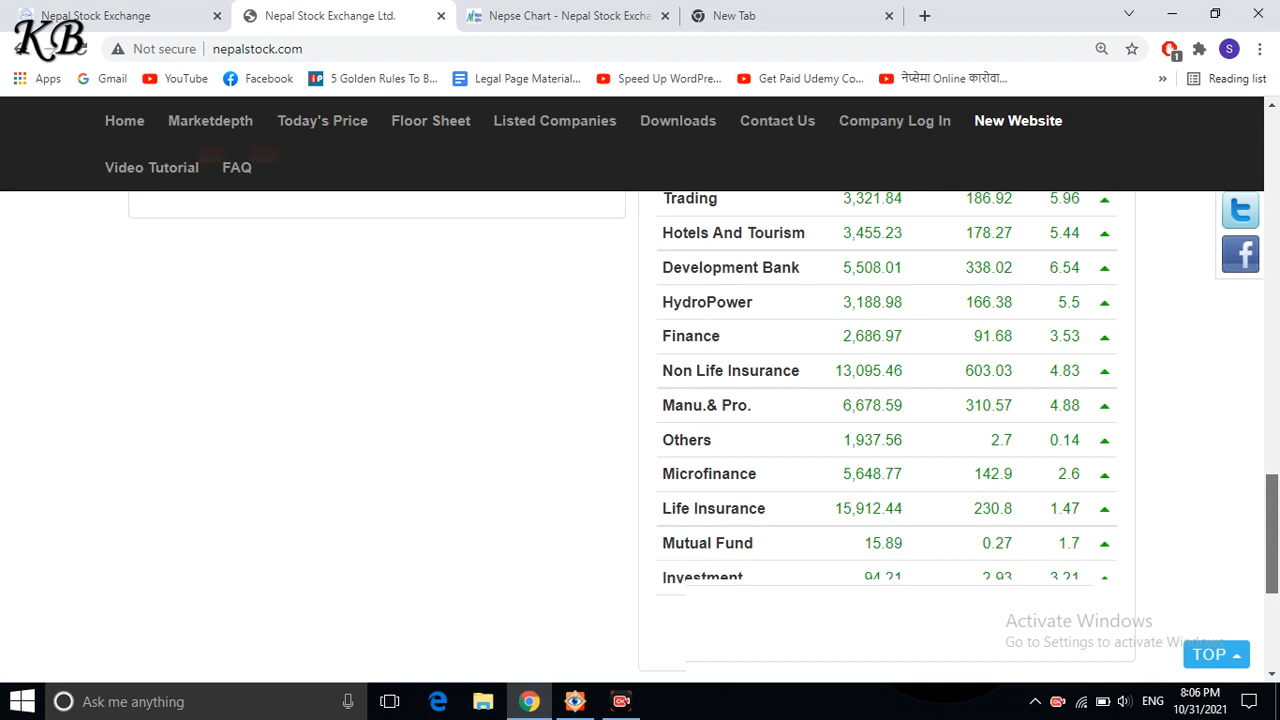 Nepal Stock Exchange
Nepal Stock Exchange Ltd.
Nepse Chart - Nepal Stock Excha
New Tab
KB
Not secure
nepalstock.com
S
1
Apps
Gmail
YouTube
Facebook
5 Golden Rules To B...
Legal Page Material...
Speed Up WordPre...
Get Paid Udemy Co...
नेप्सेमा Online कारोवा...
»
Reading list
Home Marketdepth Today's Price Floor Sheet Listed Companies Downloads Contact Us Company Log In New Website
Video Tutorial FAQ
Trading 3,321.84 186.92 5.96
Hotels And Tourism 3,455.23 178.27 5.44
Development Bank 5,508.01 338.02 6.54
HydroPower 3,188.98 166.38 5.5
Finance 2,686.97 91.68 3.53
Non Life Insurance 13,095.46 603.03 4.83
Manu.& Pro. 6,678.59 310.57 4.88
Others 1,937.56 2.7 0.14
Microfinance 5,648.77 142.9 2.6
Life Insurance 15,912.44 230.8 1.47
Mutual Fund 15.89 0.27 1.7
Investment 94.21 2.93 3.21
Activate Windows
Go to Settings to activate Windows.
TOP
Ask me anything
ENG
8:06 PM
10/31/2021